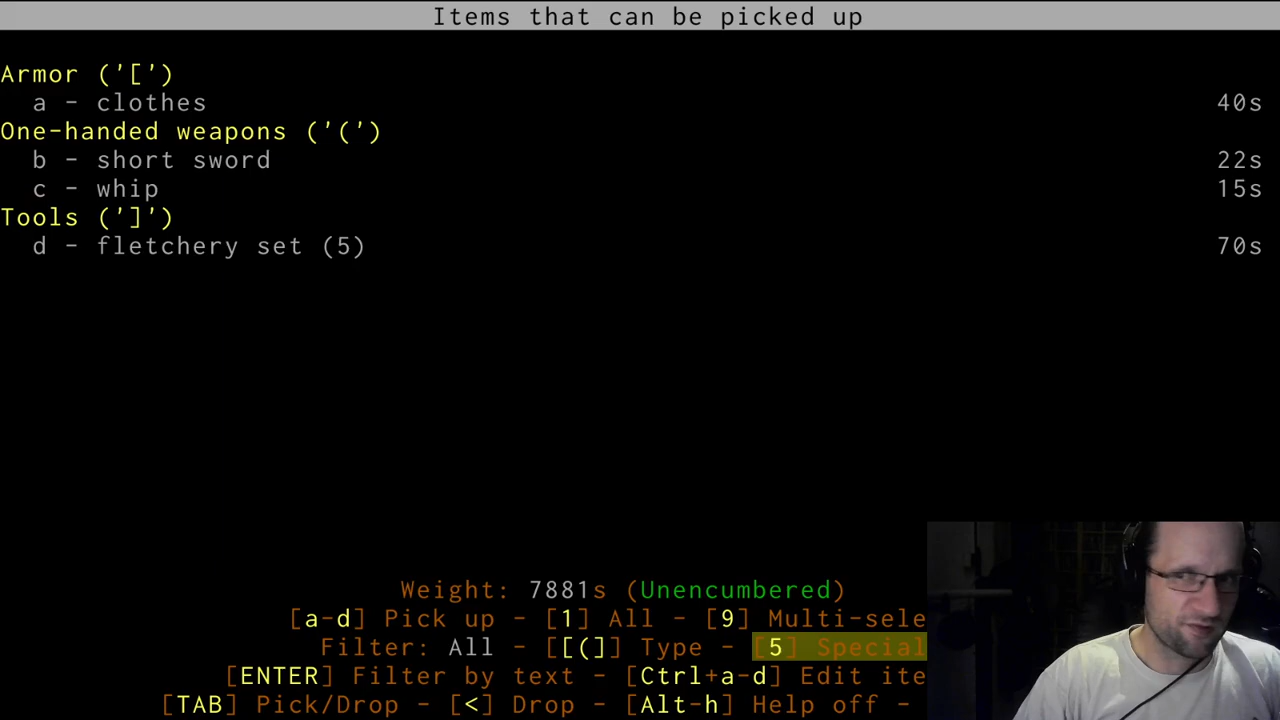 Items that can be picked up
Armor ('[')
a - clothes 40s
One-handed weapons ('(')
b - short sword 22s
c - whip 15s
Tools (']')
d - fletchery set (5) 70s
Weight: 7881s (Unencumbered)
[a-d] Pick up - [1] All - [9] Multi-sele
Filter: All - [[(]] Type - [5] Special
[ENTER] Filter by text - [Ctrl+a-d] Edit ite
[TAB] Pick/Drop - [<] Drop - [Alt-h] Help off -